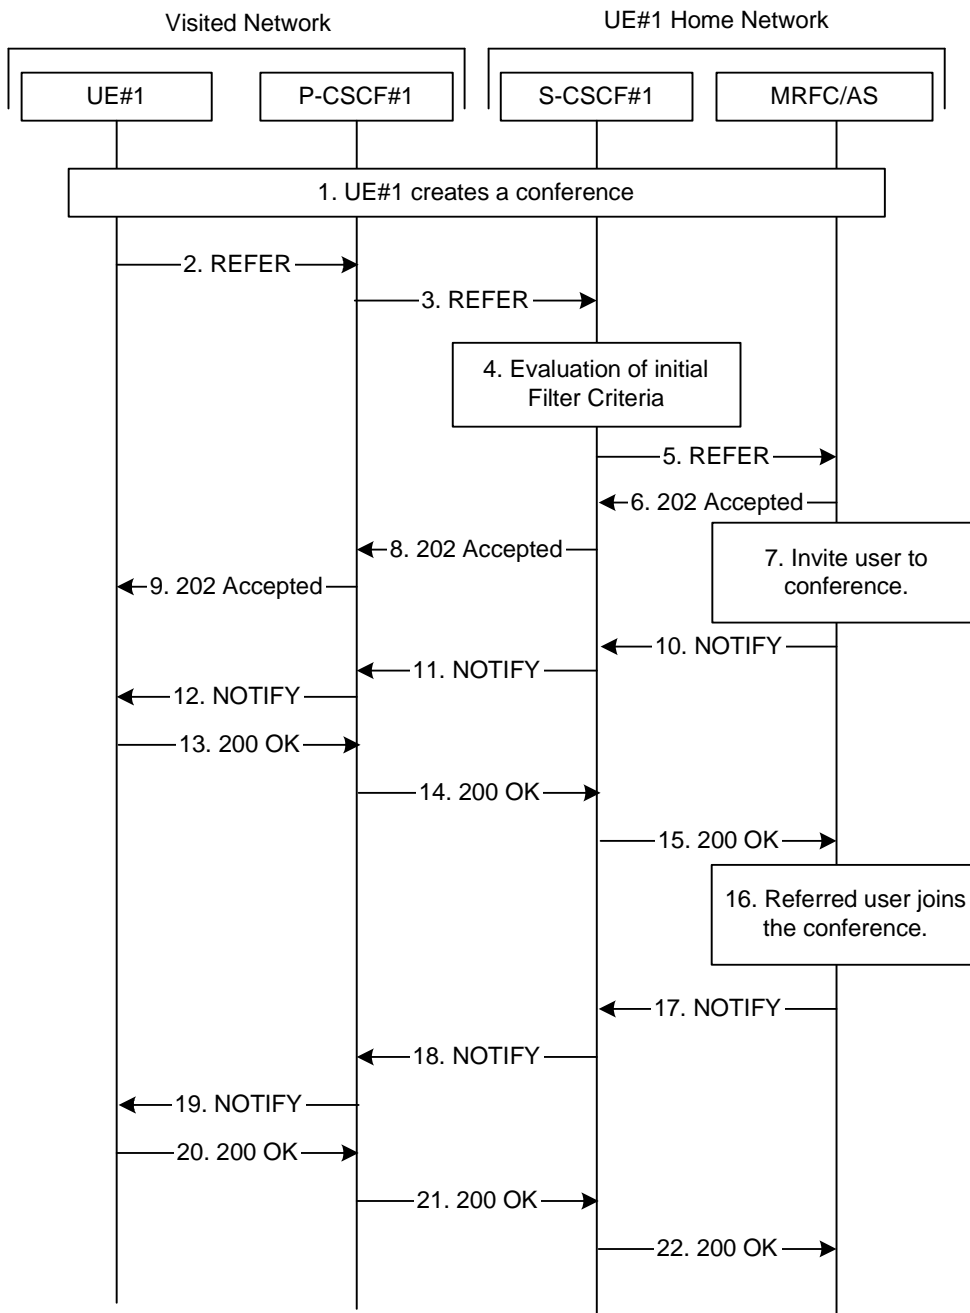 Visited Network
UE#1 Home Network
UE#1
P-CSCF#1
S-CSCF#1
MRFC/AS
1. UE#1 creates a conference
2. REFER
3. REFER
4. Evaluation of initial
Filter Criteria
5. REFER
6. 202 Accepted
7. Invite user to
conference.
8. 202 Accepted
9. 202 Accepted
10. NOTIFY
11. NOTIFY
12. NOTIFY
13. 200 OK
14. 200 OK
15. 200 OK
16. Referred user joins
the conference.
17. NOTIFY
18. NOTIFY
19. NOTIFY
20. 200 OK
21. 200 OK
22. 200 OK